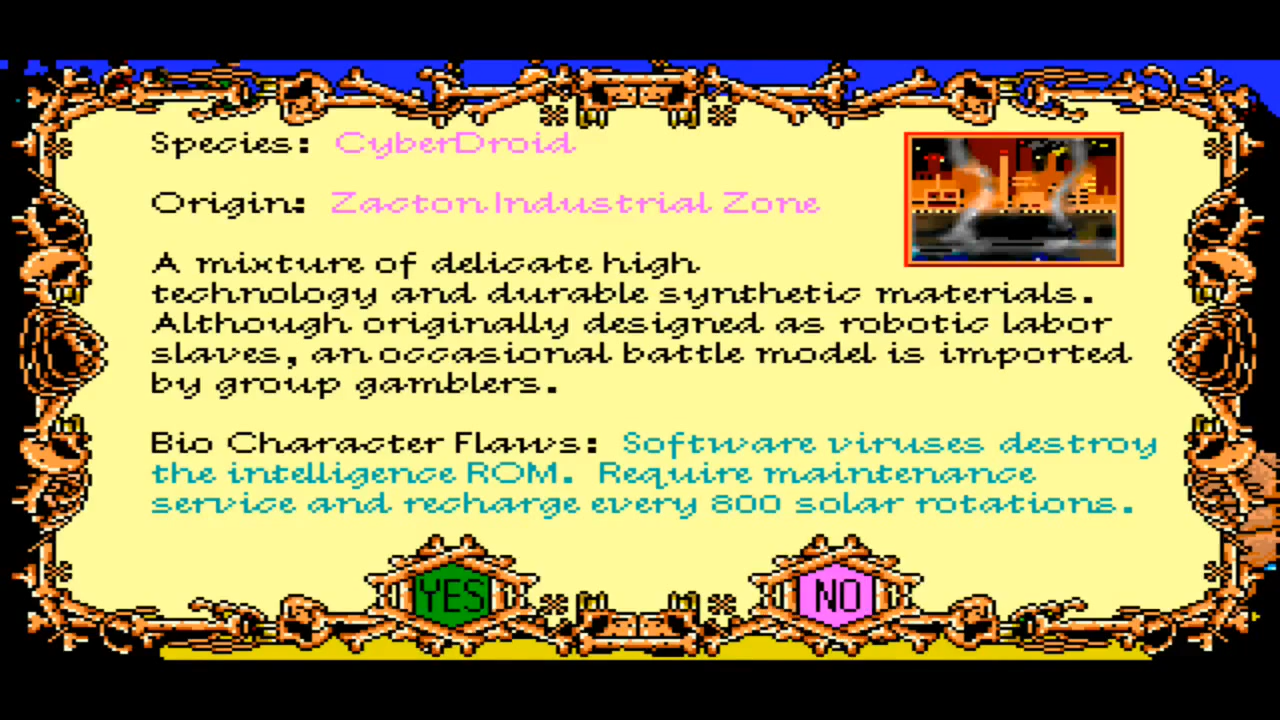 Species: CyberDroid
Origin: Zacton Industrial Zone
A mixture of delicate high
technology and durable synthetic materials.
Although originally designed as robotic labor
slaves, an occasional battle model is imported
by group gamblers.
Bio Character Flaws: Software viruses destroy
the intelligence ROM. Require maintenance
service and recharge every 800 solar rotations.
YES NO